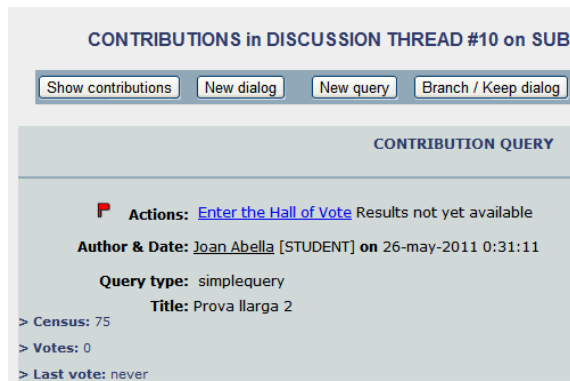 CONTRIBUTIONS in DISCUSSION THREAD #10 on SUB
Show contributions New dialog New query Branch / Keep dialog
CONTRIBUTION QUERY
Actions: Enter the Hall of Vote Results not yet available
Author & Date: Joan Abella [STUDENT] on 26-may-2011 0:31:11
Query type: simplequery
Title: Prova llarga 2
> Census: 75
> Votes: 0
> Last vote: never